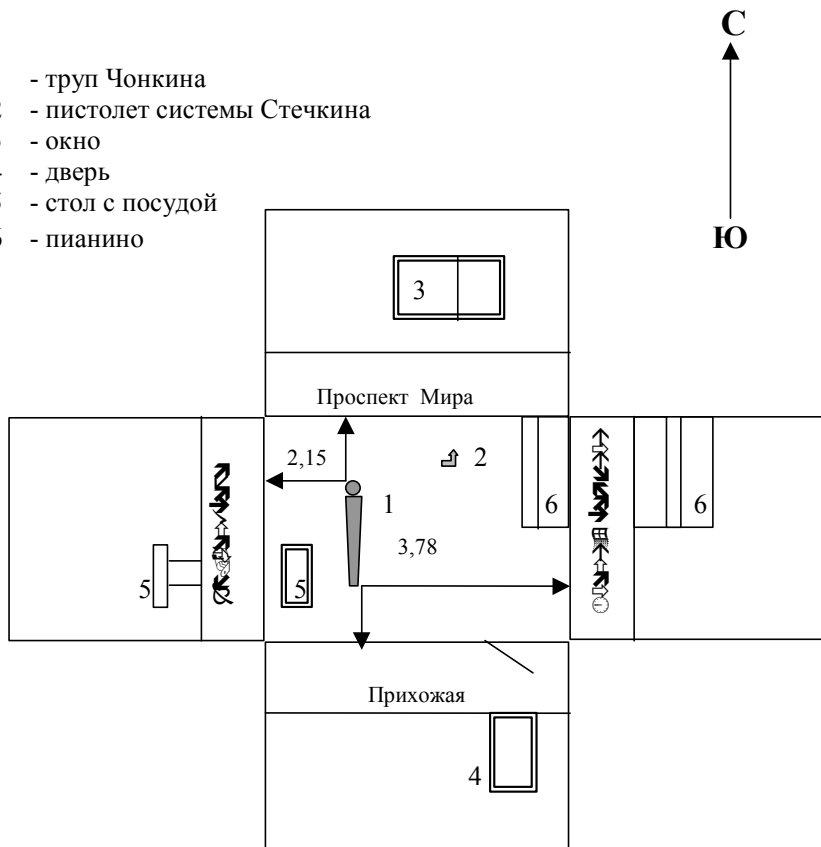 С
- труп Чонкина
- пистолет системы Стечкина
- окно
- дверь
- стол с посудой
- пианино
Ю
3
Проспект Мира
2,15
2
1
6
6
3,78
5
5
Прихожая
4